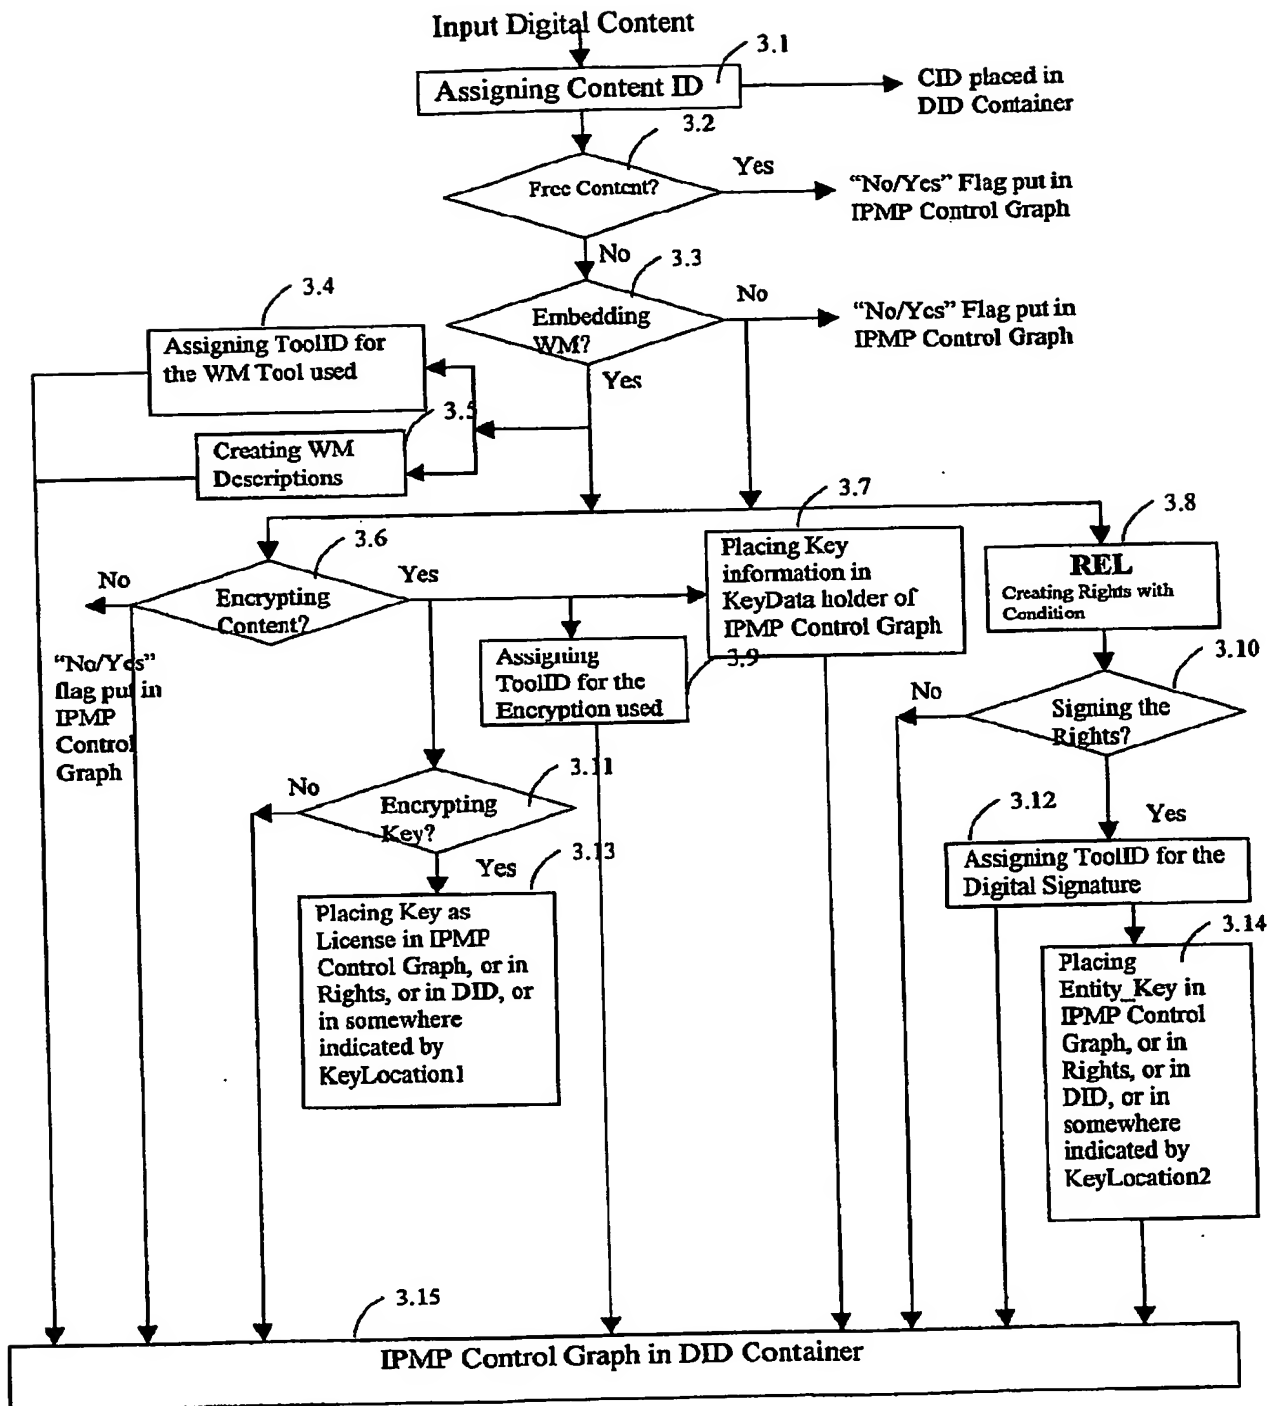 Input Digital Content
3.1
Assigning Content ID
CID placed in
DID Container
3.2
Free Content?
Yes
“No/Yes” Flag put in
IPMP Control Graph
No
3.3
Embedding
WM?
No
“No/Yes” Flag put in
IPMP Control Graph
Yes
3.4
Assigning ToolID for
the WM Tool used
3.5
Creating WM
Descriptions
3.6
Encrypting
Content?
No
Yes
“No/Yes”
flag put in
IPMP
Control
Graph
3.7
Placing Key
information in
KeyData holder of
IPMP Control Graph
3.8
REL
Creating Rights with
Condition
3.9
Assigning
ToolID for the
Encryption used
3.10
Signing the
Rights?
No
Yes
3.11
Encrypting
Key?
No
Yes
3.12
Assigning ToolID for the
Digital Signature
3.13
Placing Key as
License in IPMP
Control Graph, or in
Rights, or in DID, or
in somewhere
indicated by
KeyLocation1
3.14
Placing
Entity_Key in
IPMP Control
Graph, or in
Rights, or in
DID, or in
somewhere
indicated by
KeyLocation2
3.15
IPMP Control Graph in DID Container